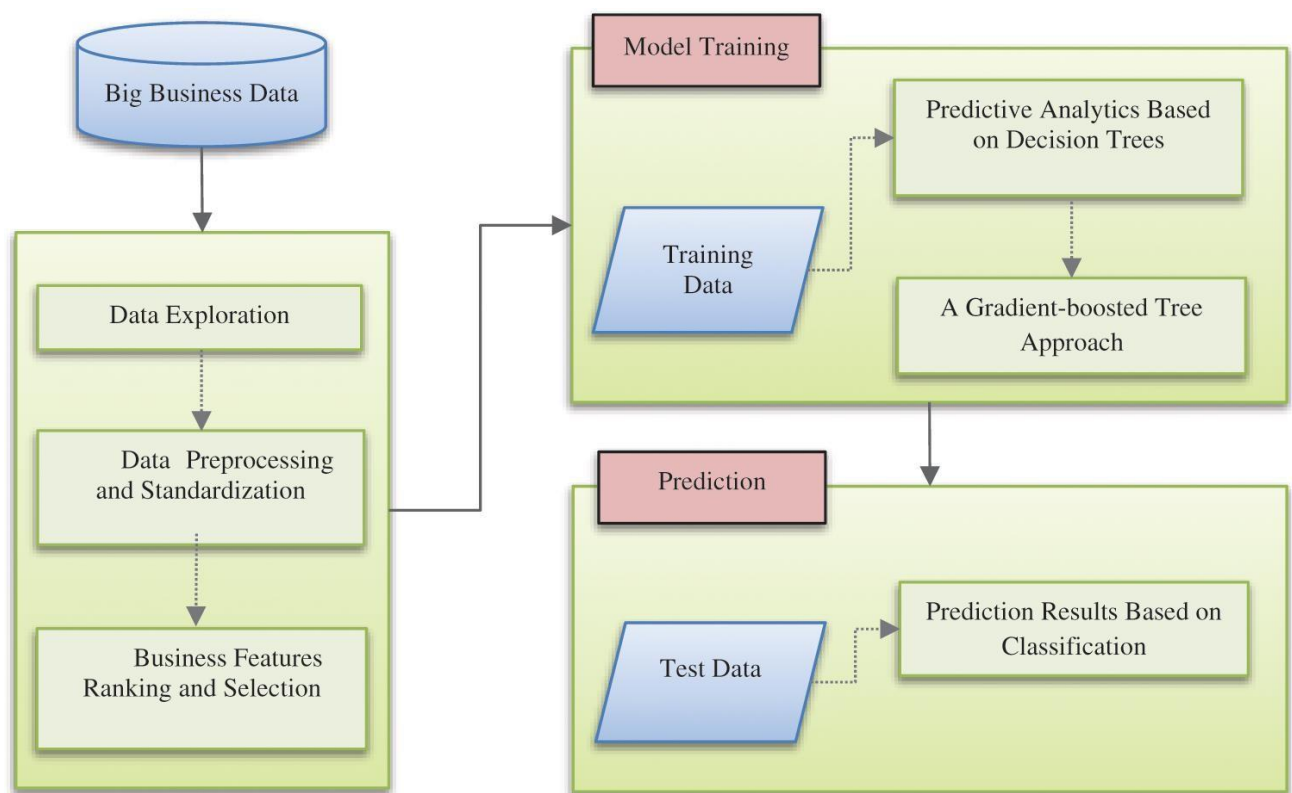 Big Business Data
Data Exploration
Data Preprocessing
and Standardization
Business Features
Ranking and Selection
Model Training
Training
Data
Predictive Analytics Based
on Decision Trees
A Gradient-boosted Tree
Approach
Prediction
Test Data
Prediction Results Based on
Classification